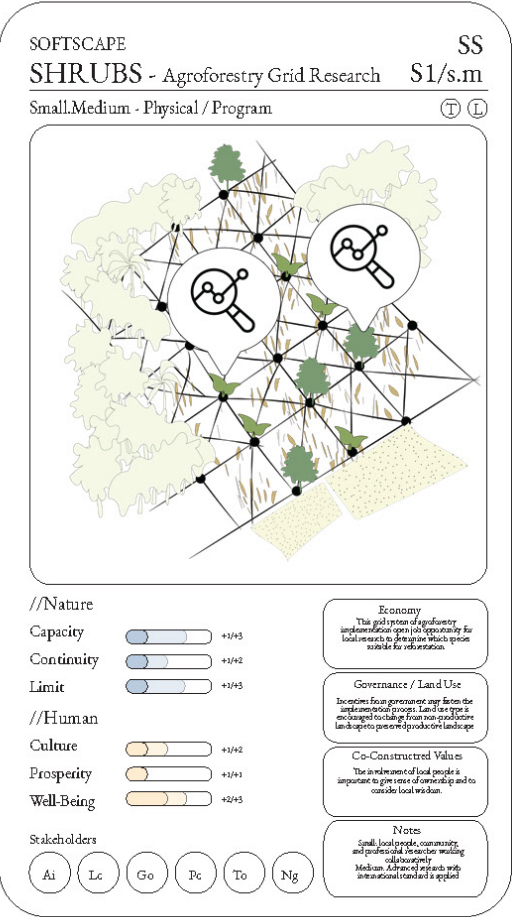 SOFTSCAPE
SS
SHRUBS - Agroforestry Grid Research
S1/s.m
Small.Medium - Physical / Program
T L
//Nature
Capacity
+1/+3
Continuity
+1/+2
Limit
+1/+3
//Human
Culture
+1/+2
Prosperity
+1/+1
Well-Being
+2/+3
Stakeholders
Ai Lc Go Pc To Ng
Economy
This grid system of agroforestry
implementation open job opportunity for
local research to determine which species
suitable for reforestation.
Governance / Land Use
Incentives from government may fasten the
implementation process. Land use type is
encouraged to change from non-productive
landscape to preserved productive landscape
Co-Constructred Values
The involvement of local people is
important to give sense of ownership and to
consider local wisdom.
Notes
Small: local people, community,
and professional researcher working
collaboratively
Medium: Advanced research with
international standard is applied